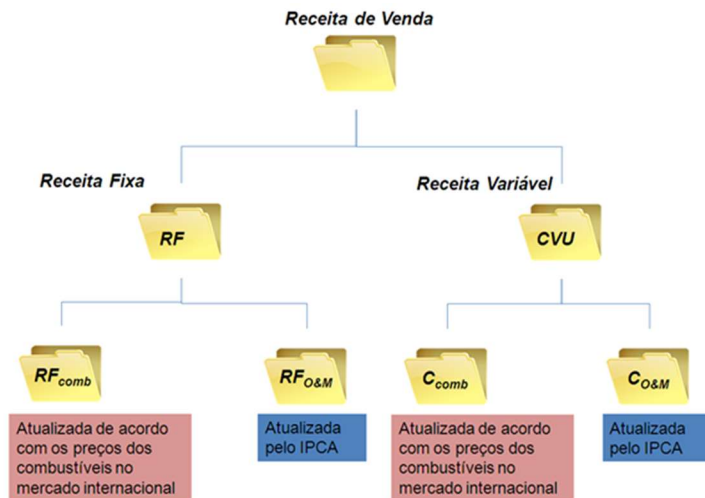 Receita de Venda
Receita Fixa
Receita Variável
RF
CVU
RFcomb
RFO&M
Ccomb
CO&M
Atualizada de acordo
com os preços dos
combustíveis no
mercado internacional
Atualizada
pelo IPCA
Atualizada de acordo
com os preços dos
combustíveis no
mercado internacional
Atualizada
pelo IPCA